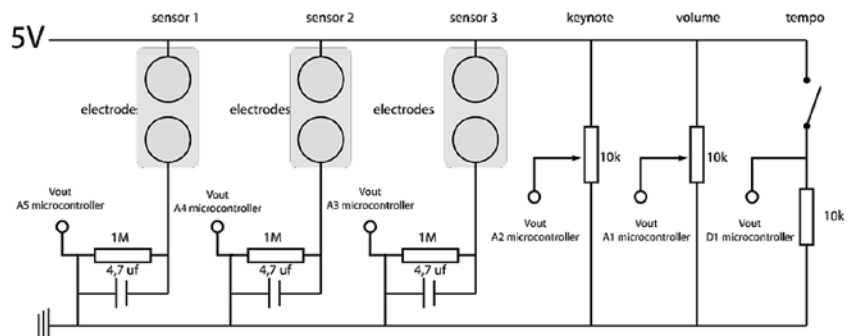 sensor 1 sensor 2 sensor 3 keynote volume tempo
5V
electrodes electrodes electrodes
10k 10k
Vout Vout Vout
A5 microcontroller A4 microcontroller A3 microcontroller
Vout Vout Vout
A2 microcontroller A1 microcontroller D1 microcontroller
10k
1M 1M 1M
4,7 uf 4,7 uf 4,7 uf